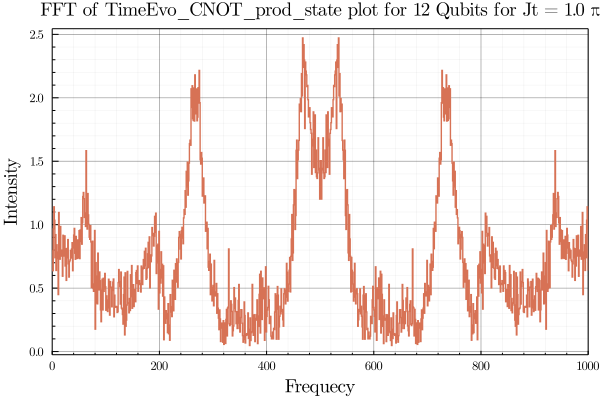 FFT of TimeEvo_CNOT_prod_state plot for 12 Qubits for Jt = 1.0 π
2.5
2.0
1.5
1.0
0.5
0.0
Intensity
0 200 400 600 800 1000
Frequecy